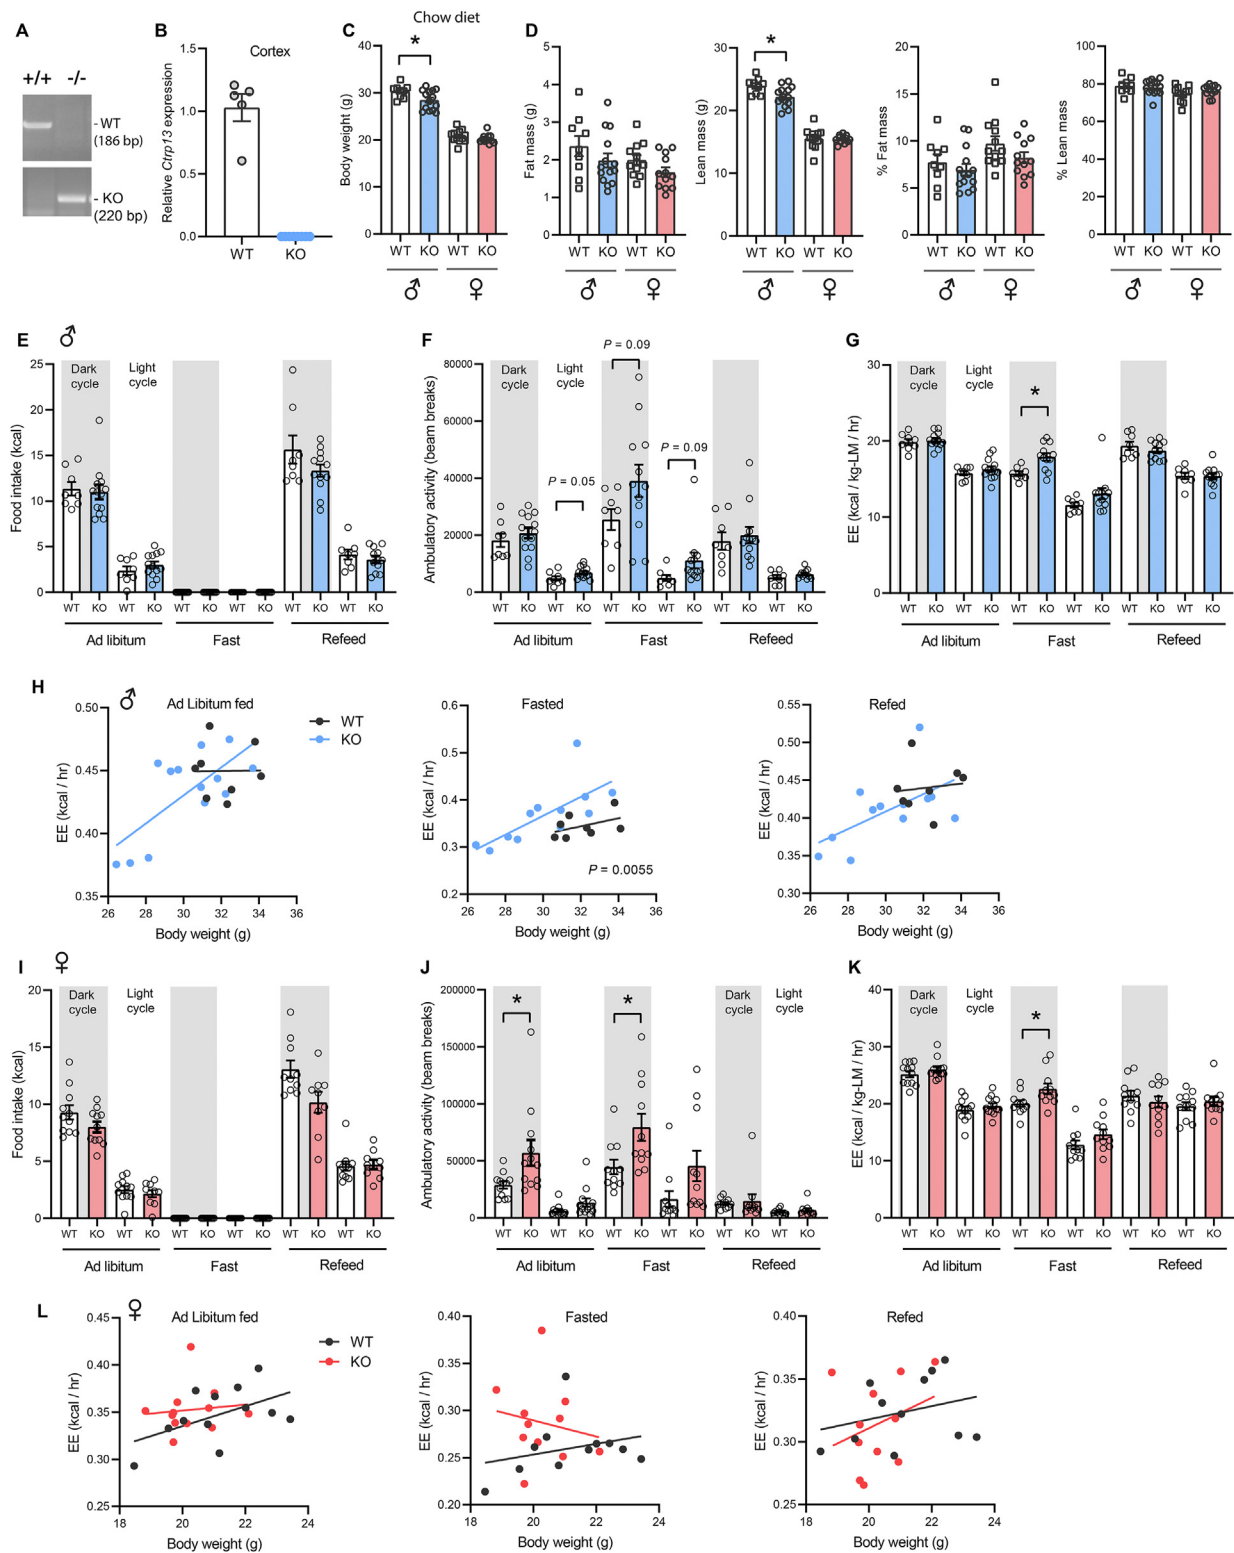 Chow diet
A
+/+ -/-
- WT
(186 bp)
- KO
(220 bp)
B
Cortex
Relative Ctrp13 expression
1.5
1.0
0.5
0.0
WT KO
C
*
Body weight (g)
40
30
20
10
0
WT KO WT KO
♂ ♀
D
Fat mass (g)
5
4
3
2
1
0
WT KO WT KO
♂ ♀
*
Lean mass (g)
30
20
10
0
WT KO WT KO
♂ ♀
% Fat mass
20
15
10
5
0
WT KO WT KO
♂ ♀
% Lean mass
100
80
60
40
20
0
WT KO WT KO
♂ ♀
E ♂
Food intake (kcal)
25
20
15
10
5
0
Dark
cycle
Light
cycle
WT KO WT KO WT KO WT KO WT KO WT KO
Ad libitum Fast Refeed
F
Ambulatory activity (beam breaks)
80000
60000
40000
20000
0
Dark
cycle
Light
cycle
P = 0.05
P = 0.09
P = 0.09
WT KO WT KO WT KO WT KO WT KO WT KO
Ad libitum Fast Refeed
G
EE (kcal / kg-LM / hr)
30
20
10
0
Dark
cycle
Light
cycle
*
WT KO WT KO WT KO WT KO WT KO WT KO
Ad libitum Fast Refeed
H ♂
Ad Libitum fed
EE (kcal / hr)
0.50
0.45
0.40
0.35
26 28 30 32 34 36
Body weight (g)
WT
KO
Fasted
EE (kcal / hr)
0.6
0.5
0.4
0.3
0.2
P = 0.0055
26 28 30 32 34 36
Body weight (g)
Refed
EE (kcal / hr)
0.55
0.50
0.45
0.40
0.35
0.30
26 28 30 32 34 36
Body weight (g)
I ♀
Food intake (kcal)
20
15
10
5
0
Dark
cycle
Light
cycle
WT KO WT KO WT KO WT KO WT KO WT KO
Ad libitum Fast Refeed
J
Ambulatory activity (beam breaks)
200000
150000
100000
50000
0
*
*
Dark
cycle
Light
cycle
WT KO WT KO WT KO WT KO WT KO WT KO
Ad libitum Fast Refeed
K
EE (kcal / kg-LM / hr)
40
30
20
10
0
Dark
cycle
Light
cycle
*
WT KO WT KO WT KO WT KO WT KO WT KO
Ad libitum Fast Refeed
L ♀
Ad Libitum fed
EE (kcal / hr)
0.45
0.40
0.35
0.30
0.25
18 20 22 24
Body weight (g)
WT
KO
Fasted
EE (kcal / hr)
0.40
0.35
0.30
0.25
0.20
18 20 22 24
Body weight (g)
Refed
EE (kcal / hr)
0.40
0.35
0.30
0.25
18 20 22 24
Body weight (g)